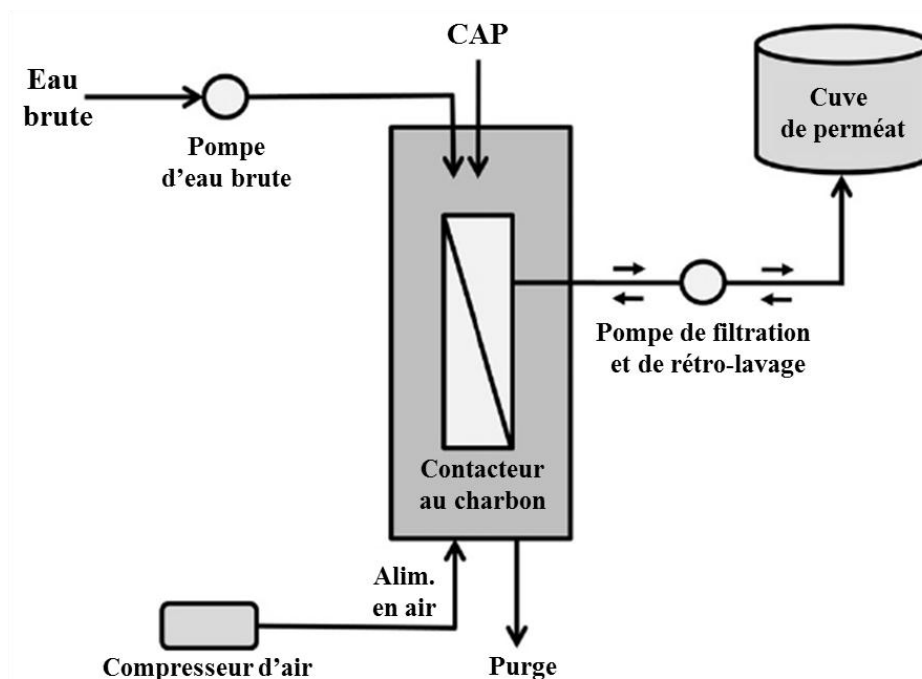 CAP
Eau
brute
Pompe
d’eau brute
Cuve
de perméat
Pompe de filtration
et de rétro-lavage
Contacteur
au charbon
Alim.
en air
Compresseur d’air
Purge